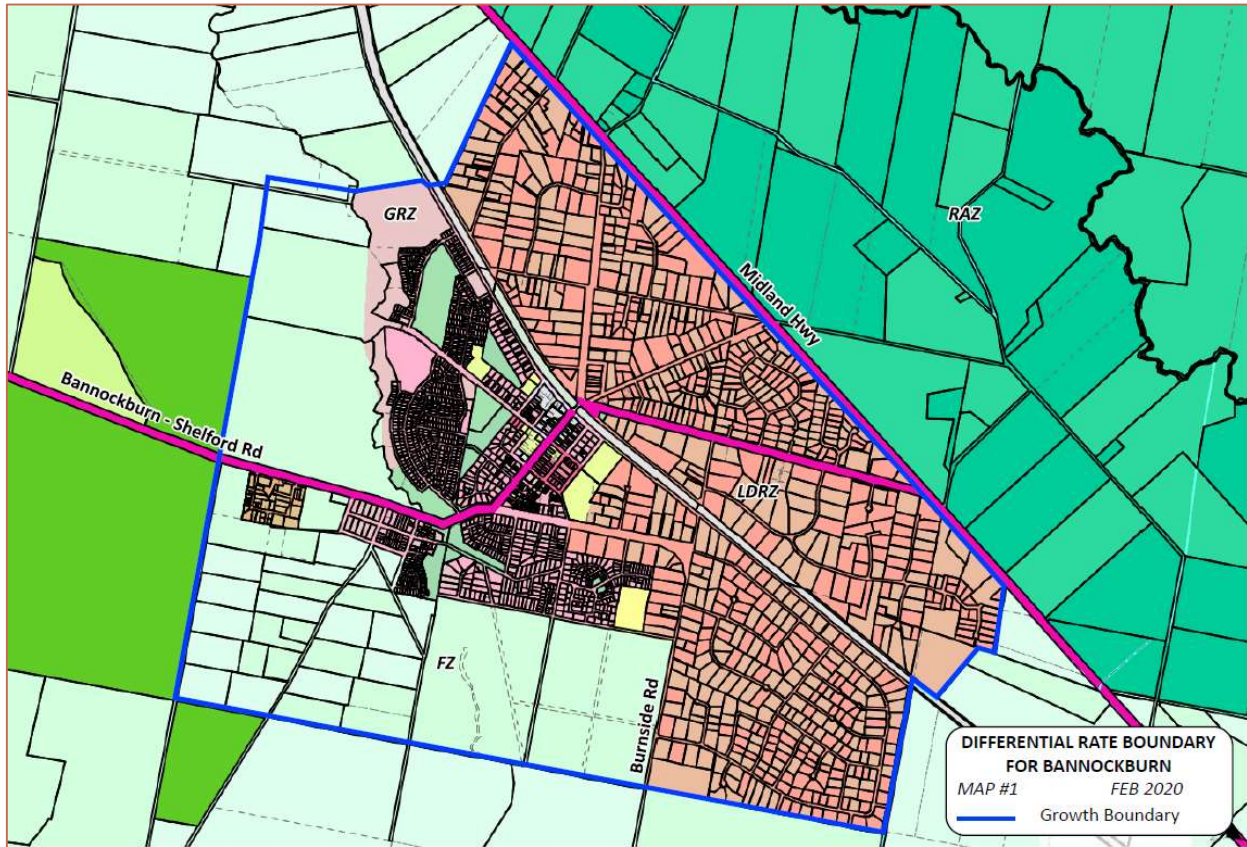 GRZ
RAZ
Midland Hwy
Bannockburn - Shelford Rd
LDRZ
FZ
Burnside Rd
DIFFERENTIAL RATE BOUNDARY
FOR BANNOCKBURN
MAP #1 FEB 2020
Growth Boundary